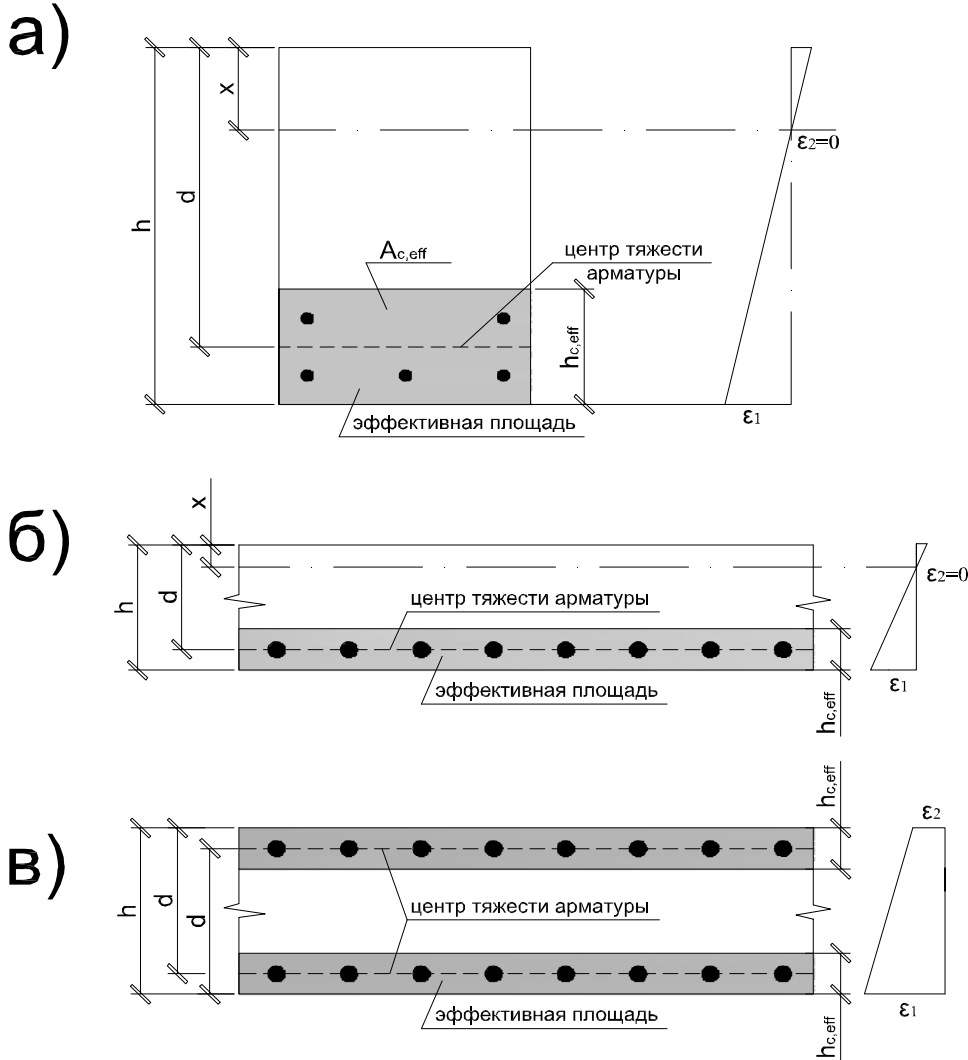 а)
x
d
h
ε2=0
Ac,eff
центр тяжести
арматуры
hc,eff
эффективная площадь
ε1
б)
x
h
d
ε2=0
центр тяжести арматуры
эффективная площадь
ε1
hc,eff
в)
hc,eff
ε2
h
d
d
центр тяжести арматуры
эффективная площадь
ε1
hc,eff